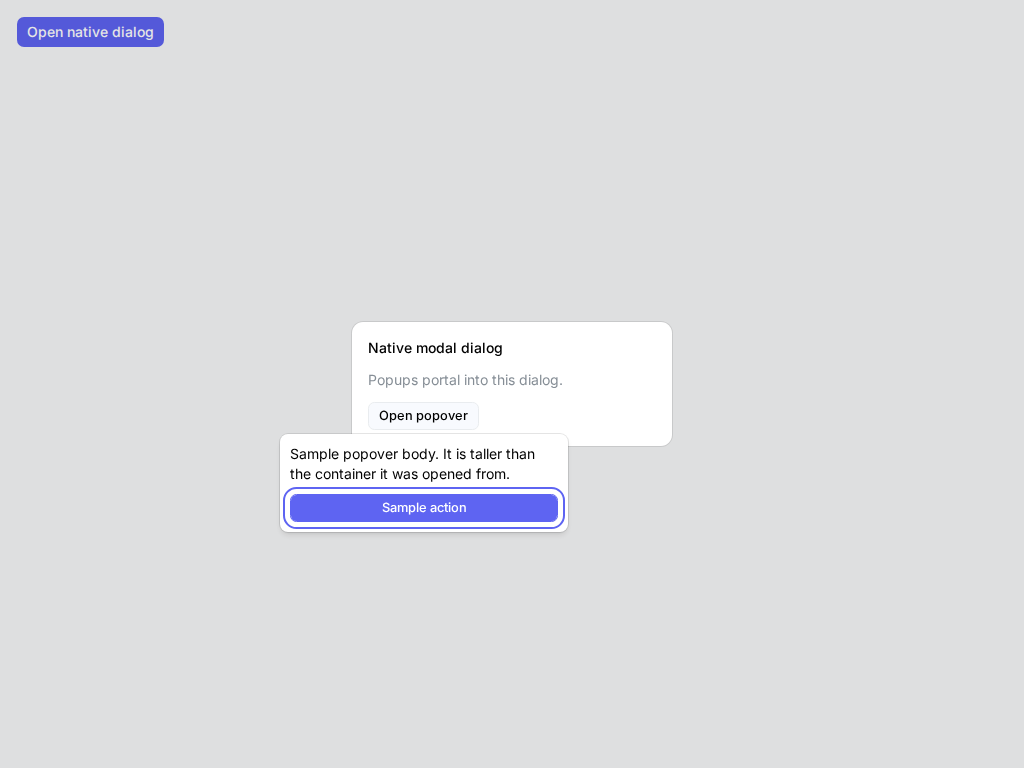 Open native dialog
Native modal dialog
Popups portal into this dialog.
Open popover
Sample popover body. It is taller than
the container it was opened from.
Sample action